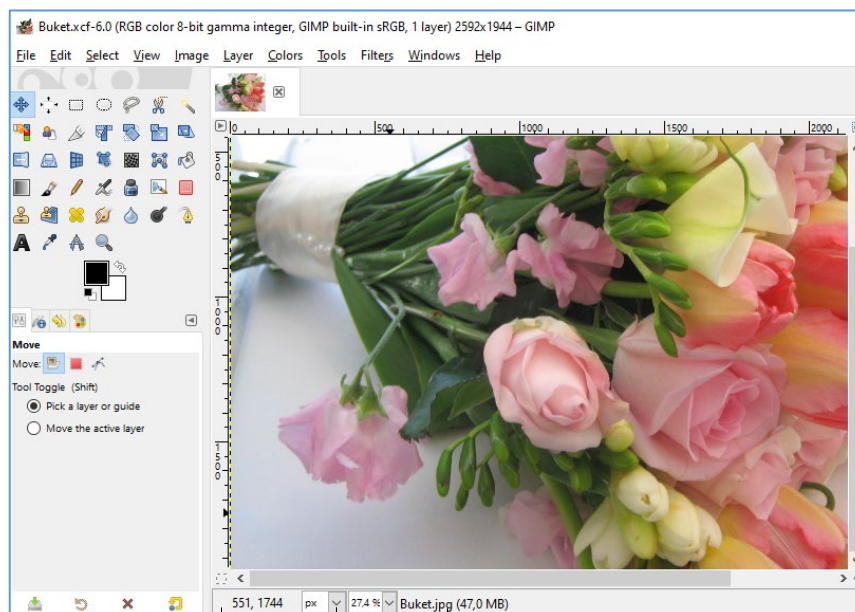 Buket.xcf-6.0 (RGB color 8-bit gamma integer, GIMP built-in sRGB, 1 layer) 2592x1944 – GIMP
File Edit Select View Image Layer Colors Tools Filters Windows Help
0 500 1000 1500 2000
500
1000
1500
Move
Move:
Tool Toggle (Shift)
Pick a layer or guide
Move the active layer
551, 1744 px 27,4 % Buket.jpg (47,0 MB)